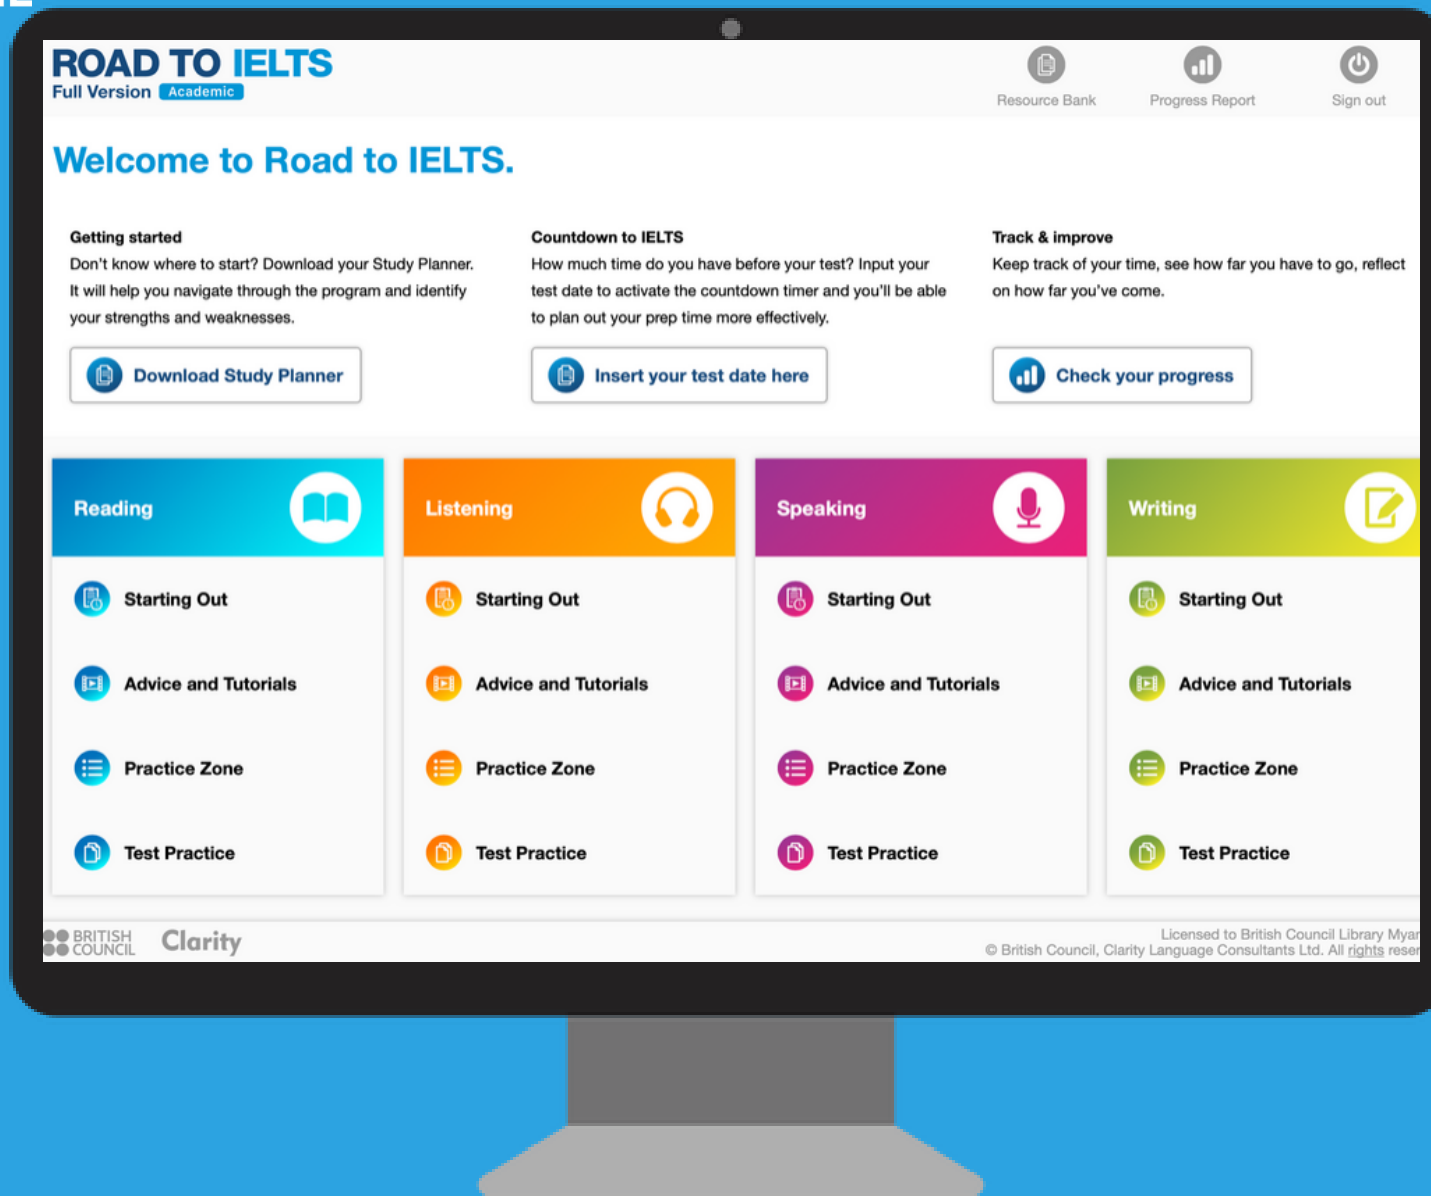 ROAD TO IELTS
Full Version Academic
Resource Bank
Progress Report
Sign out
Welcome to Road to IELTS.
Getting started
Don't know where to start? Download your Study Planner.
It will help you navigate through the program and identify
your strengths and weaknesses.
Download Study Planner
Countdown to IELTS
How much time do you have before your test? Input your
test date to activate the countdown timer and you'll be able
to plan out your prep time more effectively.
Insert your test date here
Track & improve
Keep track of your time, see how far you have to go, reflect
on how far you've come.
Check your progress
Reading
Starting Out
Advice and Tutorials
Practice Zone
Test Practice
Listening
Starting Out
Advice and Tutorials
Practice Zone
Test Practice
Speaking
Starting Out
Advice and Tutorials
Practice Zone
Test Practice
Writing
Starting Out
Advice and Tutorials
Practice Zone
Test Practice
BRITISH
COUNCIL
Clarity
Licensed to British Council Library Myan
© British Council, Clarity Language Consultants Ltd. All rights reser